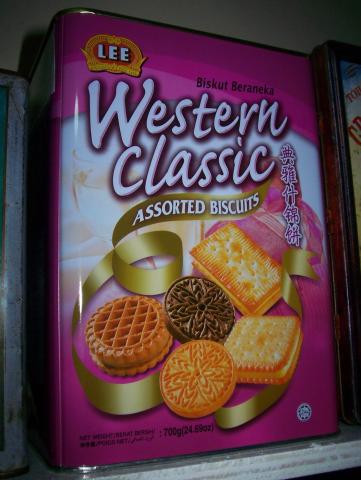 LEE
Biskut Beraneka
Western
Classic
ASSORTED BISCUITS
典雅什锦饼
NET WEIGHT/BERAT BERSIH/
: 700g(24.69oz)